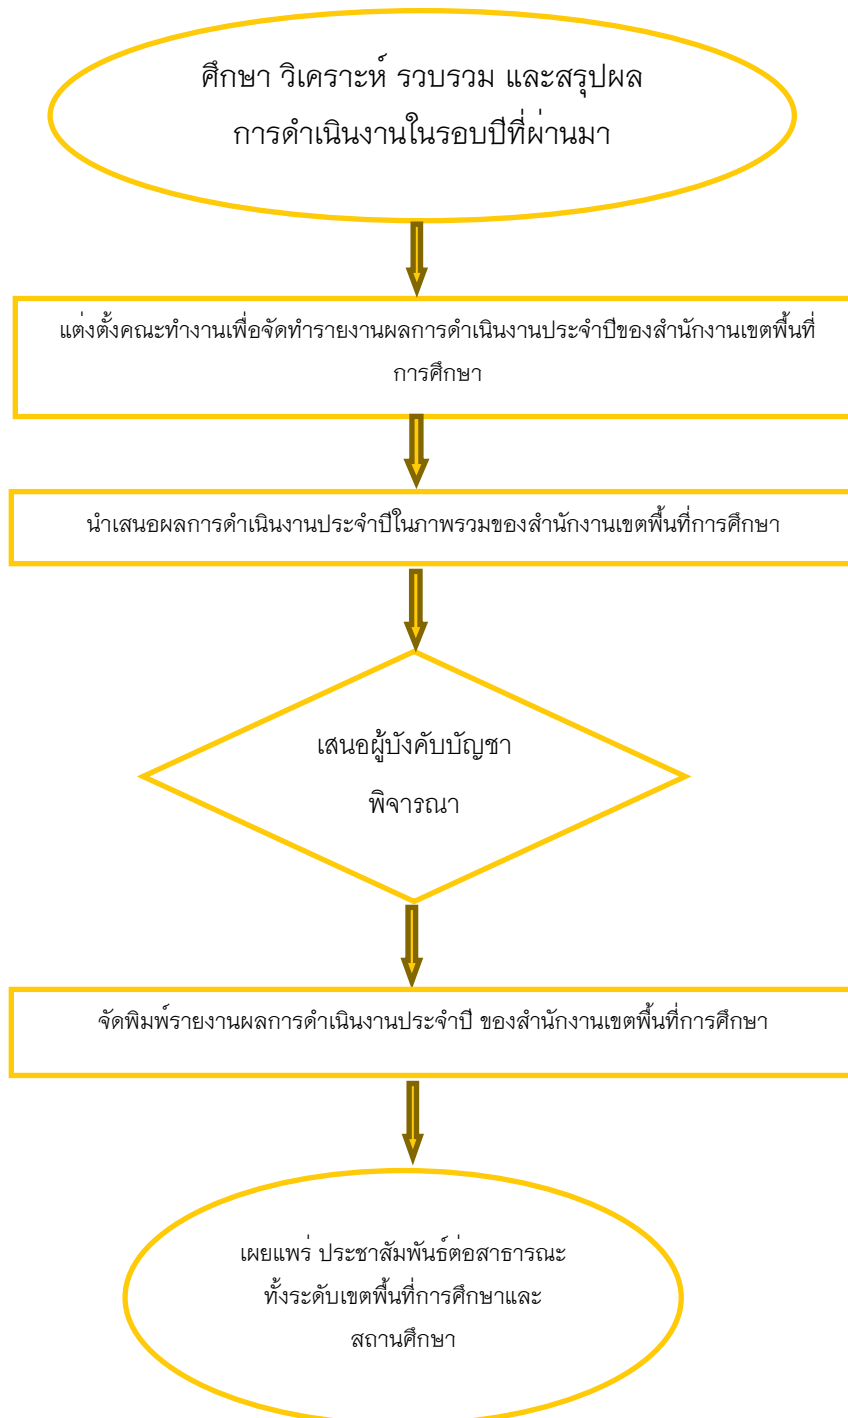 ศึกษา วิเคราะห์ รวบรวม และสรุปผล
การดำเนินงานในรอบปีที่ผ่านมา
แต่งตั้งคณะทำงานเพื่อจัดทำรายงานผลการดำเนินงานประจำปีของสำนักงานเขตพื้นที่
การศึกษา
นำเสนอผลการดำเนินงานประจำปีในภาพรวมของสำนักงานเขตพื้นที่การศึกษา
เสนอผู้บังคับบัญชา
พิจารณา
จัดพิมพ์รายงานผลการดำเนินงานประจำปี ของสำนักงานเขตพื้นที่การศึกษา
เผยแพร่ ประชาสัมพันธ์ต่อสาธารณะ
ทั้งระดับเขตพื้นที่การศึกษาและ
สถานศึกษา